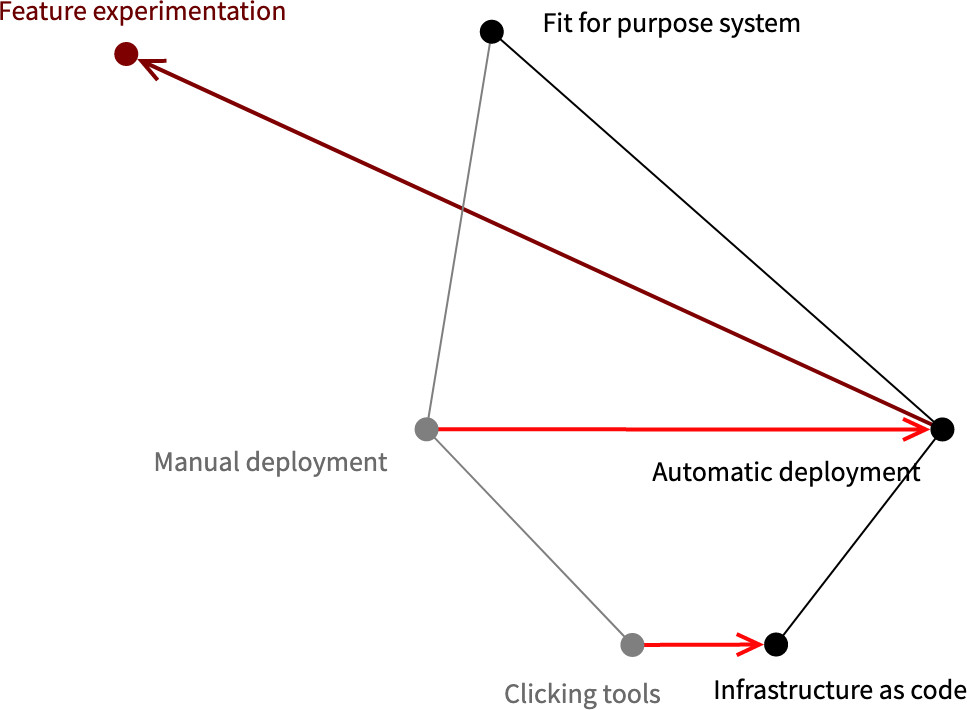 Feature experimentation
Fit for purpose system
Manual deployment
Automatic deployment
Clicking tools
Infrastructure as code